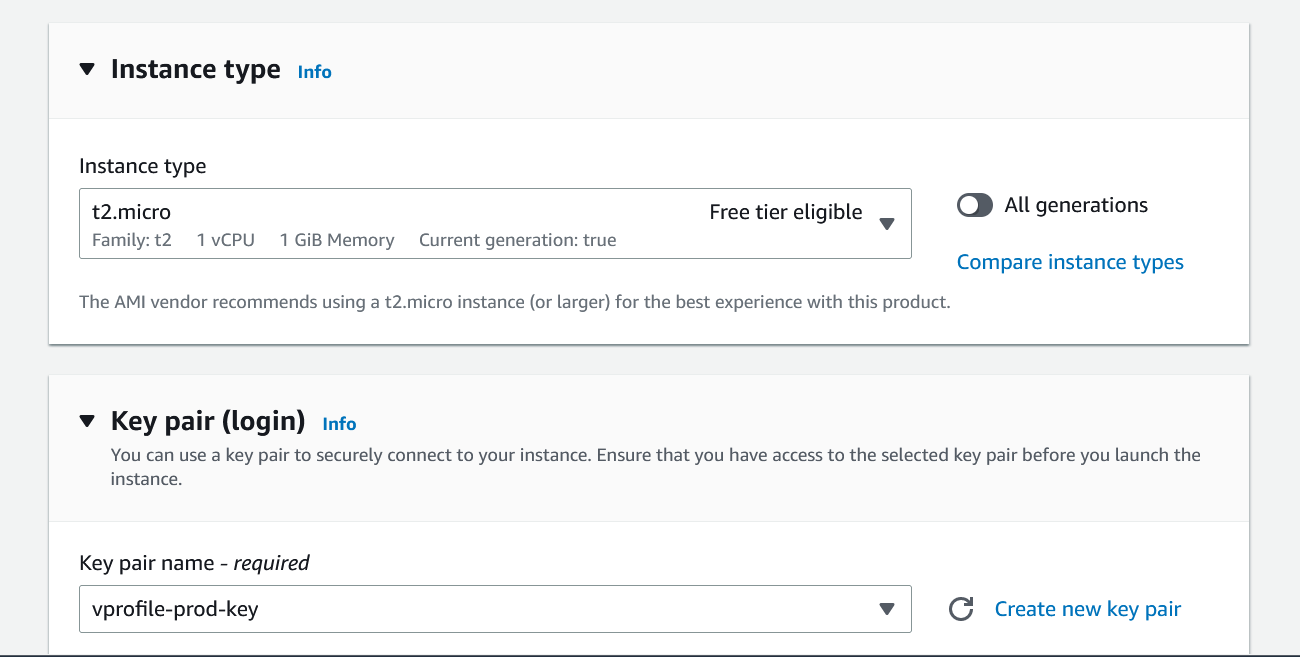 Instance type Info
Instance type
t2.micro Free tier eligible
Family: t2 1 vCPU 1 GiB Memory Current generation: true
All generations
Compare instance types
The AMI vendor recommends using a t2.micro instance (or larger) for the best experience with this product.
Key pair (login) Info
You can use a key pair to securely connect to your instance. Ensure that you have access to the selected key pair before you launch the
instance.
Key pair name - required
vprofile-prod-key
Create new key pair